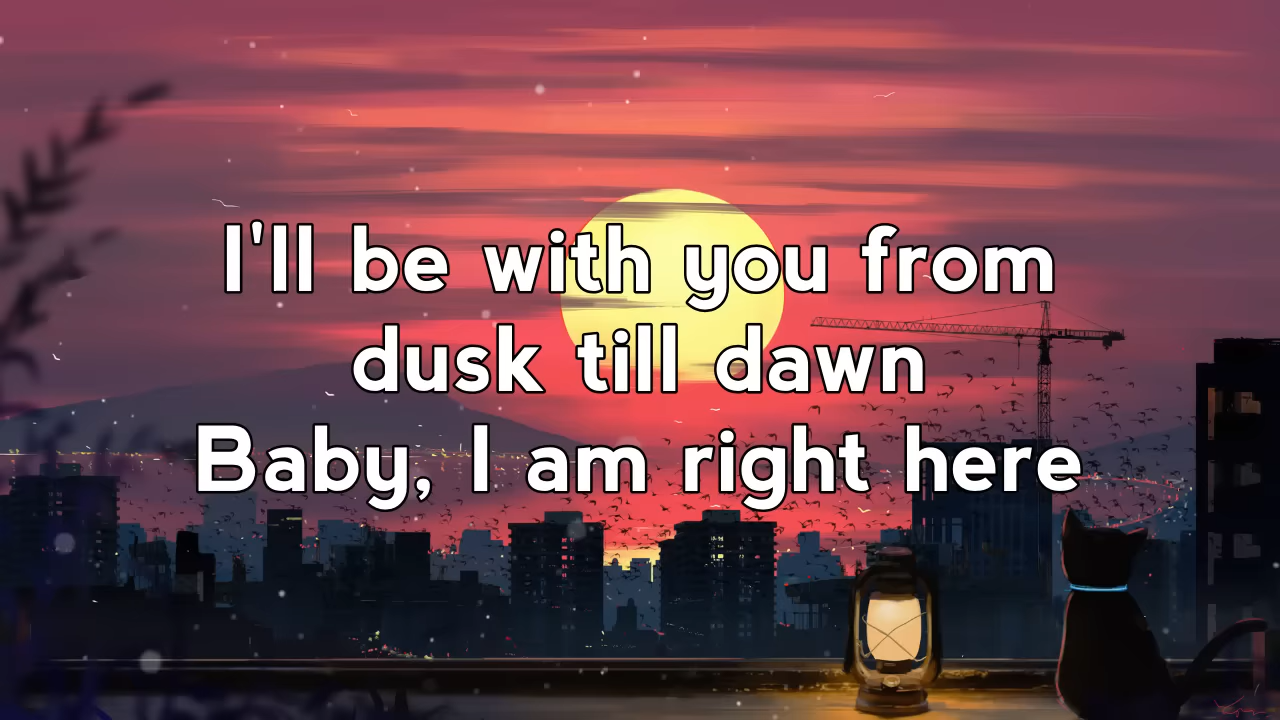 I'll be with you from
dusk till dawn
Baby, I am right here